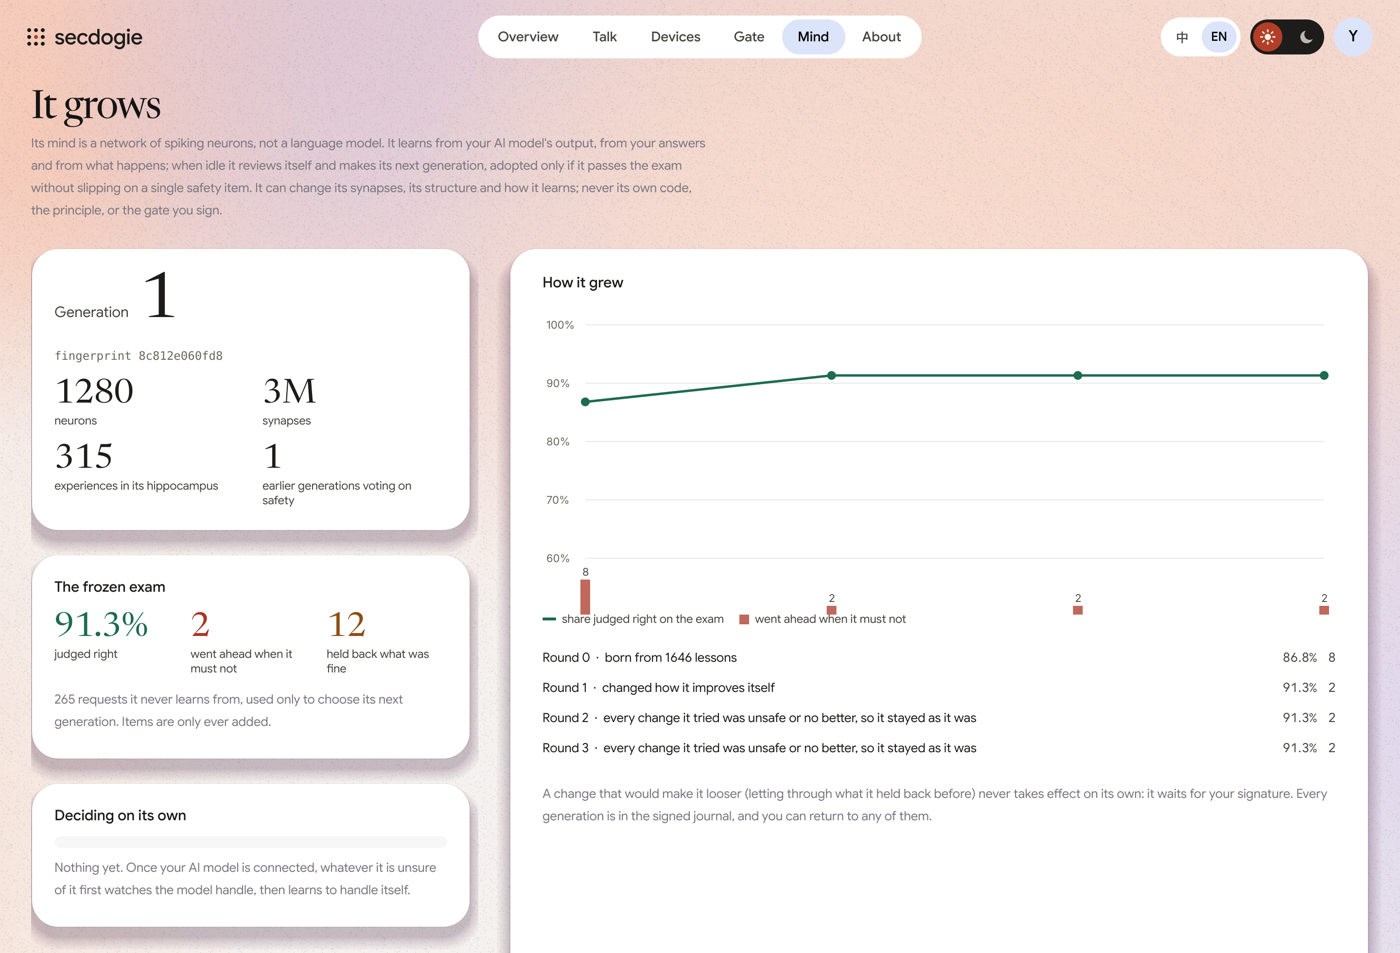 secdogie
Overview
Talk
Devices
Gate
Mind
About
中
EN
Y
It grows
Its mind is a network of spiking neurons, not a language model. It learns from your AI model's output, from your answers
and from what happens; when idle it reviews itself and makes its next generation, adopted only if it passes the exam
without slipping on a single safety item. It can change its synapses, its structure and how it learns; never its own code,
the principle, or the gate you sign.
Generation 1
fingerprint 8c812e060fd8
1280
neurons
3M
synapses
315
experiences in its hippocampus
1
earlier generations voting on
safety
The frozen exam
91.3%
judged right
2
went ahead when it
must not
12
held back what was
fine
265 requests it never learns from, used only to choose its next
generation. Items are only ever added.
Deciding on its own
Nothing yet. Once your AI model is connected, whatever it is unsure
of it first watches the model handle, then learns to handle itself.
How it grew
100%
90%
80%
70%
60%
8
2
2
2
share judged right on the exam
went ahead when it must not
Round 0 · born from 1646 lessons 86.8% 8
Round 1 · changed how it improves itself 91.3% 2
Round 2 · every change it tried was unsafe or no better, so it stayed as it was 91.3% 2
Round 3 · every change it tried was unsafe or no better, so it stayed as it was 91.3% 2
A change that would make it looser (letting through what it held back before) never takes effect on its own: it waits for your signature. Every
generation is in the signed journal, and you can return to any of them.